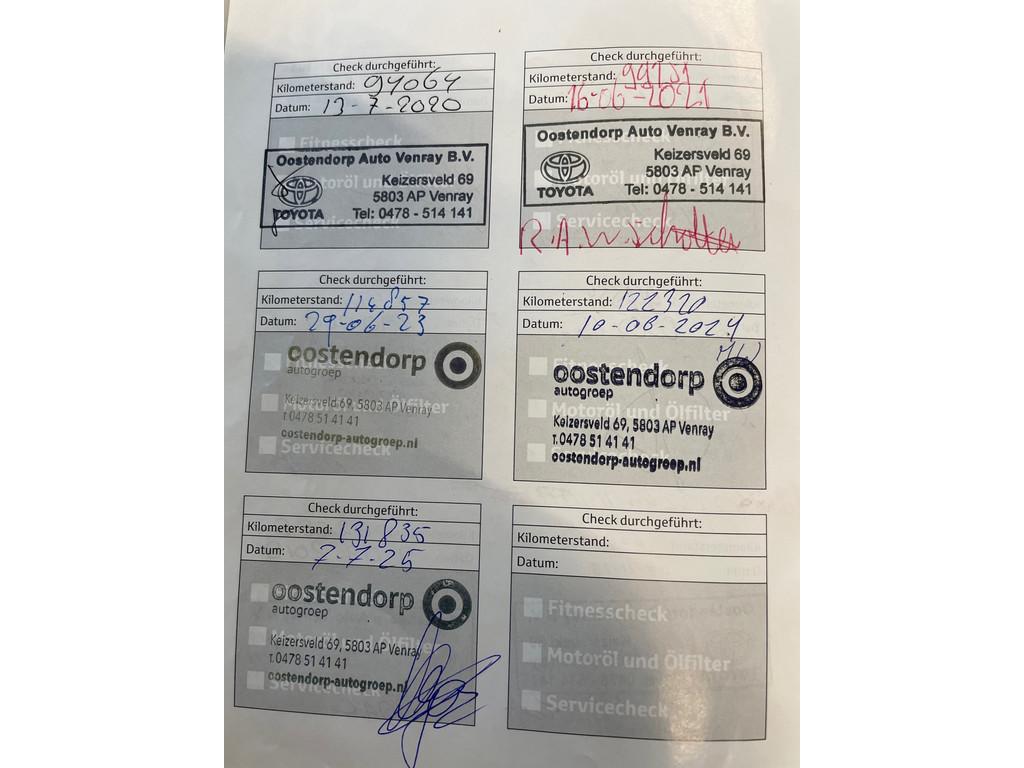 Check durchgeführt:
Kilometerstand: 94064
Datum: 13-7-2020
Fitnesscheck
Oostendorp Auto Venray B.V.
Keizersveld 69
5803 AP Venray
TOYOTA Tel: 0478 - 514 141
Check durchgeführt:
Kilometerstand: 99751
Datum: 16-06-2021
Oostendorp Auto Venray B.V.
Keizersveld 69
5803 AP Venray
TOYOTA Tel: 0478 - 514 141
Servicecheck
R.A.W. Scholten
Check durchgeführt:
Kilometerstand: 114857
Datum: 29-06-23
oostendorp
autogroep
Keizersveld 69, 5803 AP Venray
T.0478 51 41 41
oostendorp-autogroep.nl
Servicecheck
Check durchgeführt:
Kilometerstand: 122320
Datum: 10-06-2024
oostendorp
autogroep
Motoröl und Ölfilter
Keizersveld 69, 5803 AP Venray
T.0478 51 41 41
oostendorp-autogroep.nl
Check durchgeführt:
Kilometerstand: 131835
Datum: 7-7-25
oostendorp
autogroep
Keizersveld 69, 5803 AP Venray
T.0478 51 41 41
oostendorp-autogroep.nl
Servicecheck
Check durchgeführt:
Kilometerstand:
Datum:
Fitnesscheck
Motoröl und Ölfilter
Servicecheck